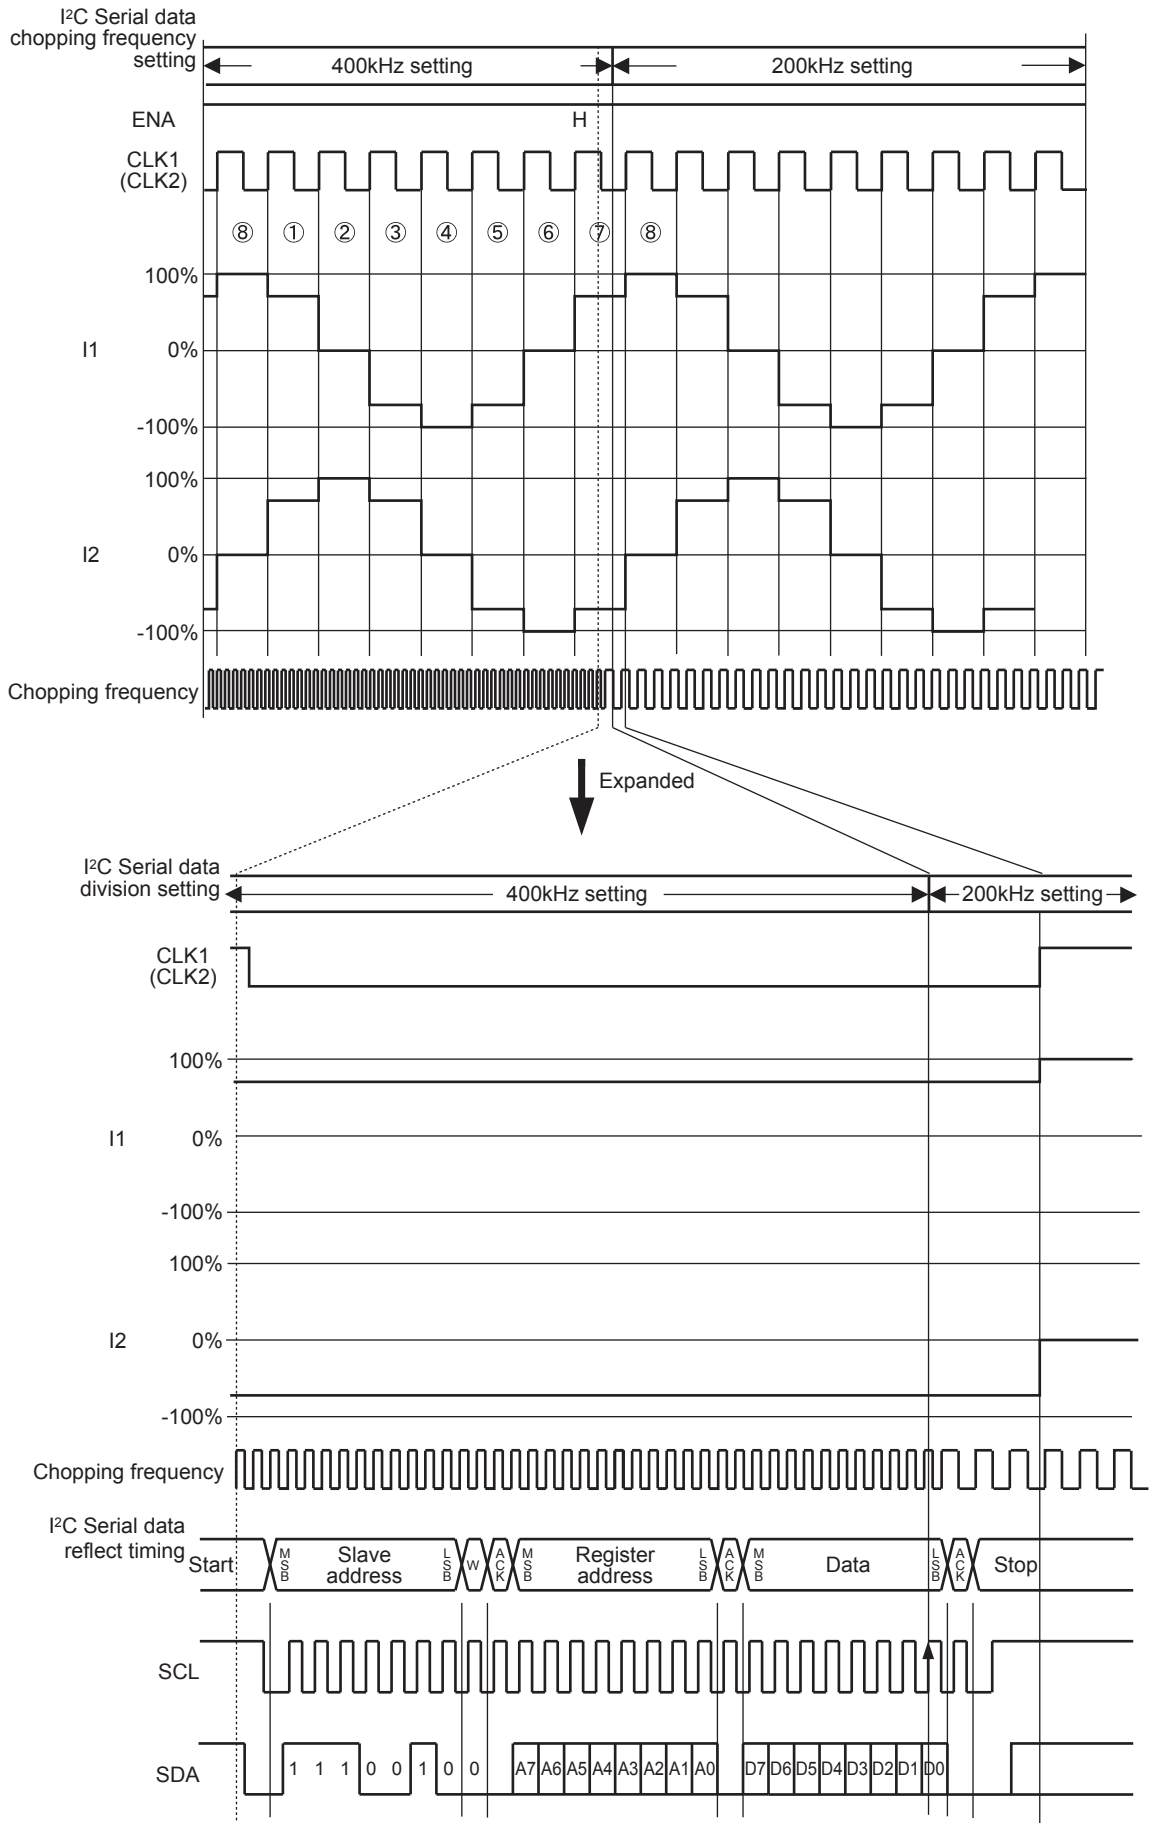 I²C Serial data
chopping frequency
setting
400kHz setting
200kHz setting
ENA
H
CLK1
(CLK2)
⑧ ① ② ③ ④ ⑤ ⑥ ⑦ ⑧
100%
I1 0%
-100%
100%
I2 0%
-100%
Chopping frequency
Expanded
I²C Serial data
division setting
400kHz setting
200kHz setting
CLK1
(CLK2)
100%
I1 0%
-100%
100%
I2 0%
-100%
Chopping frequency
I²C Serial data
reflect timing
Start MSB Slave address LSB W ACK MSB Register address LSB ACK MSB Data LSB ACK Stop
SCL
SDA 1 1 1 0 0 1 0 0 A7 A6 A5 A4 A3 A2 A1 A0 D7 D6 D5 D4 D3 D2 D1 D0